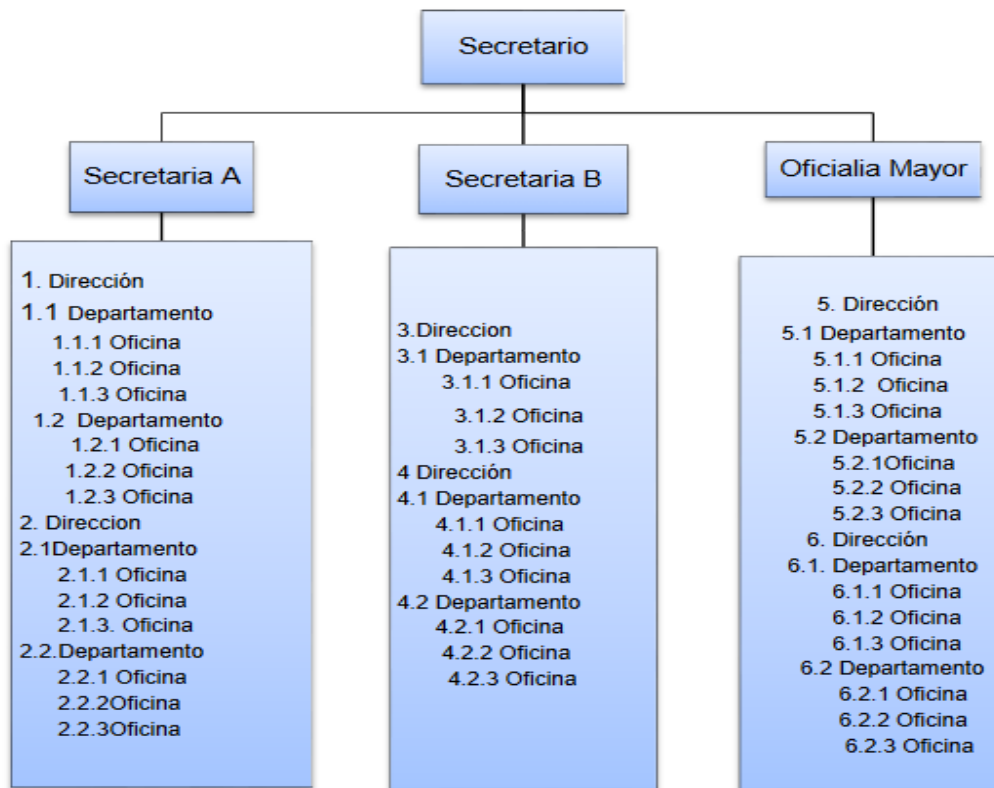 Secretario
Secretaria A
1. Dirección
1.1 Departamento
1.1.1 Oficina
1.1.2 Oficina
1.1.3 Oficina
1.2 Departamento
1.2.1 Oficina
1.2.2 Oficina
1.2.3 Oficina
2. Direccion
2.1Departamento
2.1.1 Oficina
2.1.2 Oficina
2.1.3. Oficina
2.2.Departamento
2.2.1 Oficina
2.2.2Oficina
2.2.3Oficina
Secretaria B
3.Direccion
3.1 Departamento
3.1.1 Oficina
3.1.2 Oficina
3.1.3 Oficina
4 Dirección
4.1 Departamento
4.1.1 Oficina
4.1.2 Oficina
4.1.3 Oficina
4.2 Departamento
4.2.1 Oficina
4.2.2 Oficina
4.2.3 Oficina
Oficialia Mayor
5. Dirección
5.1 Departamento
5.1.1 Oficina
5.1.2 Oficina
5.1.3 Oficina
5.2 Departamento
5.2.1Oficina
5.2.2 Oficina
5.2.3 Oficina
6. Dirección
6.1. Departamento
6.1.1 Oficina
6.1.2 Oficina
6.1.3 Oficina
6.2 Departamento
6.2.1 Oficina
6.2.2 Oficina
6.2.3 Oficina